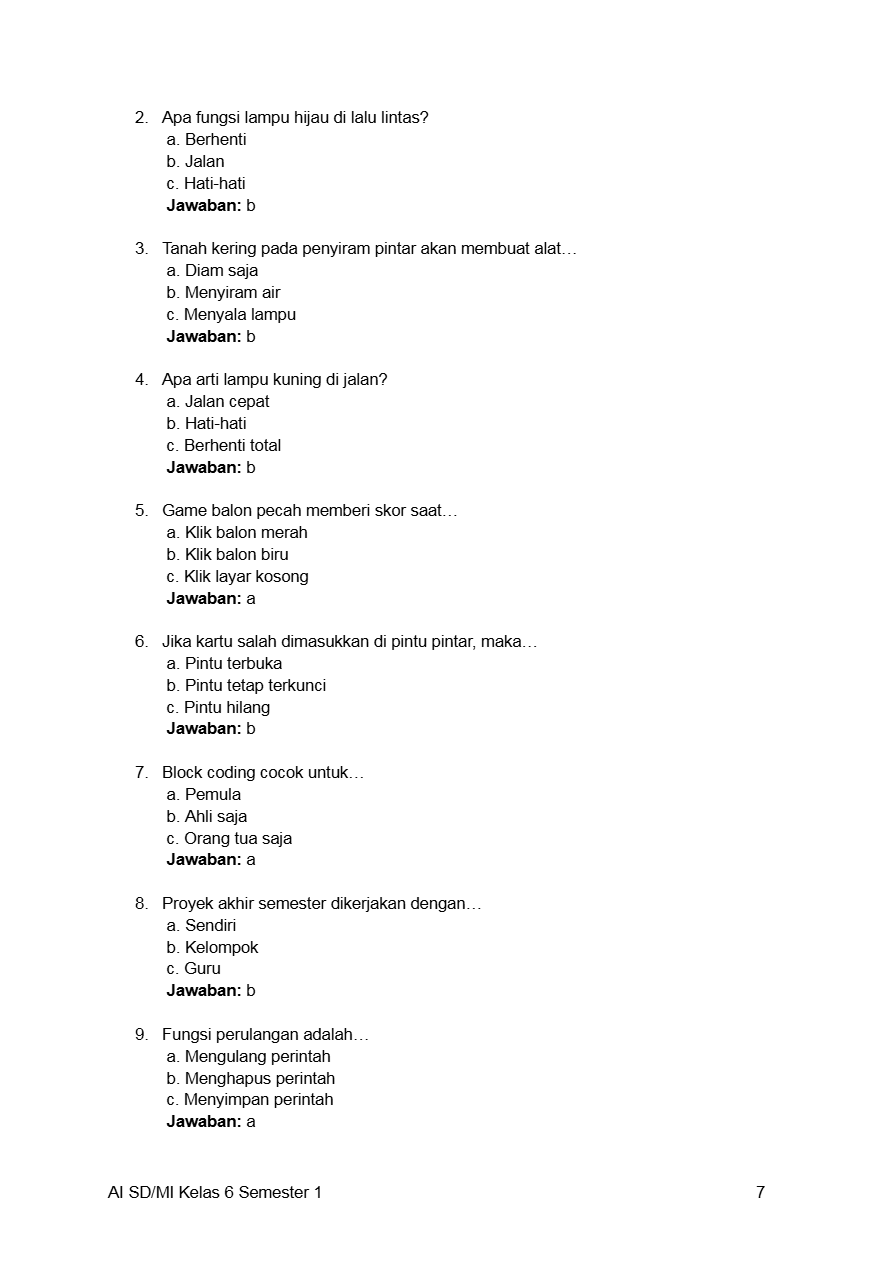 2. Apa fungsi lampu hijau di lalu lintas?
a. Berhenti
b. Jalan
c. Hati-hati
Jawaban: b
3. Tanah kering pada penyiram pintar akan membuat alat…
a. Diam saja
b. Menyiram air
c. Menyala lampu
Jawaban: b
4. Apa arti lampu kuning di jalan?
a. Jalan cepat
b. Hati-hati
c. Berhenti total
Jawaban: b
5. Game balon pecah memberi skor saat…
a. Klik balon merah
b. Klik balon biru
c. Klik layar kosong
Jawaban: a
6. Jika kartu salah dimasukkan di pintu pintar, maka…
a. Pintu terbuka
b. Pintu tetap terkunci
c. Pintu hilang
Jawaban: b
7. Block coding cocok untuk…
a. Pemula
b. Ahli saja
c. Orang tua saja
Jawaban: a
8. Proyek akhir semester dikerjakan dengan…
a. Sendiri
b. Kelompok
c. Guru
Jawaban: b
9. Fungsi perulangan adalah…
a. Mengulang perintah
b. Menghapus perintah
c. Menyimpan perintah
Jawaban: a
AI SD/MI Kelas 6 Semester 1 7